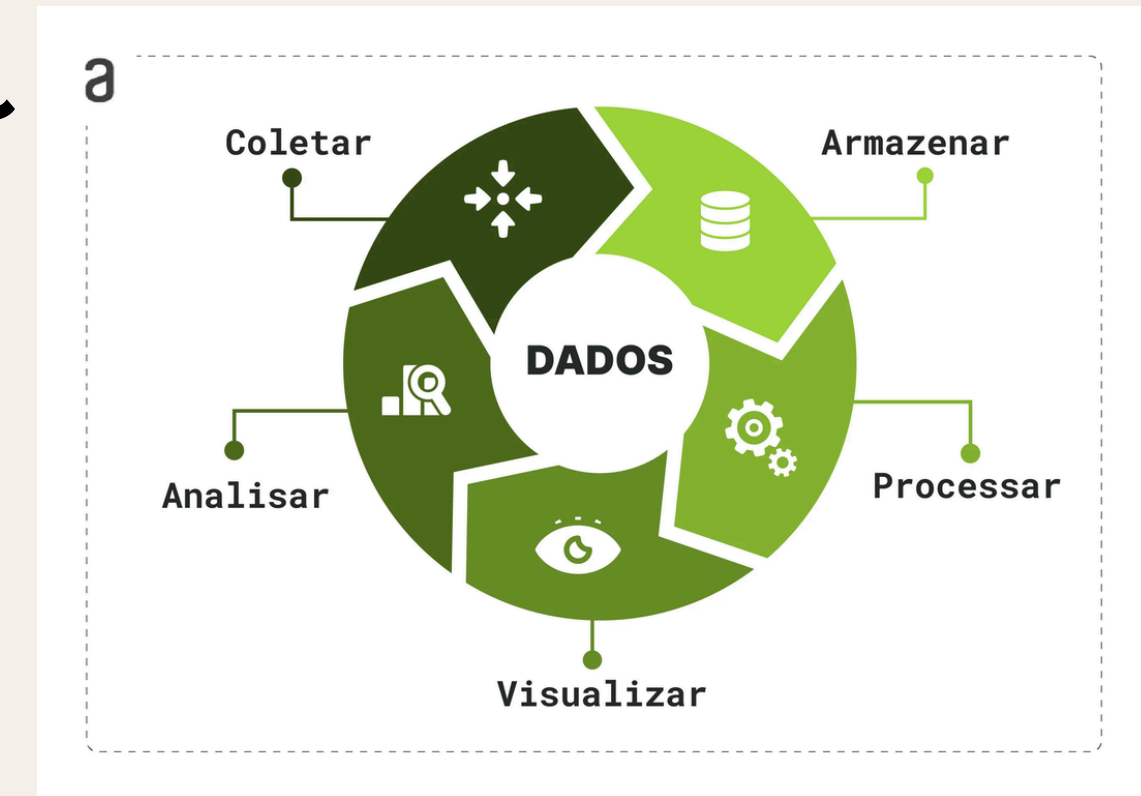 a
Coletar
Armazenar
DADOS
Processar
Analisar
Visualizar